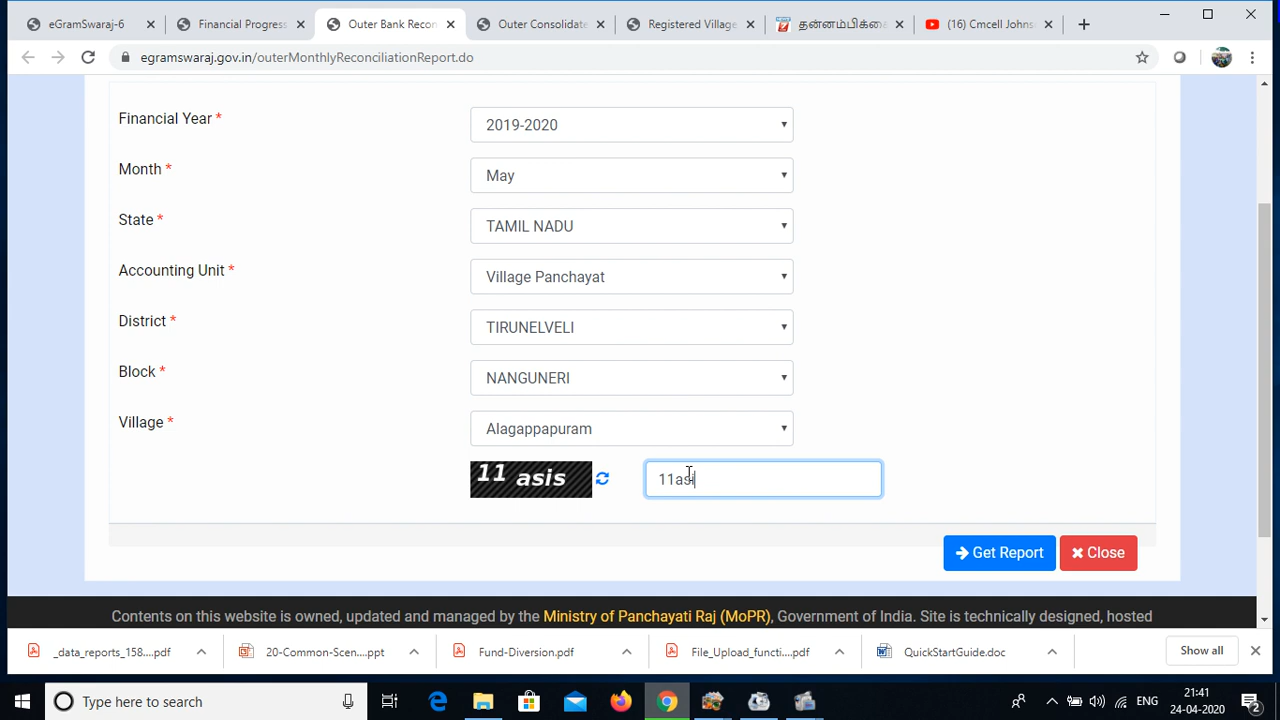 eGramSwaraj-6
Financial Progress
Outer Bank Recon
Outer Consolidate
Registered Village
தன்னம்பிக்கை
(16) Cmcell Johns
egramswaraj.gov.in/outerMonthlyReconciliationReport.do
Financial Year * 2019-2020
Month * May
State * TAMIL NADU
Accounting Unit * Village Panchayat
District * TIRUNELVELI
Block * NANGUNERI
Village * Alagappapuram
11 asis 11asi
Get Report Close
Contents on this website is owned, updated and managed by the Ministry of Panchayati Raj (MoPR), Government of India. Site is technically designed, hosted
_data_reports_158....pdf
20-Common-Scen....ppt
Fund-Diversion.pdf
File_Upload_functi....pdf
QuickStartGuide.doc
Show all
Type here to search
ENG
21:41
24-04-2020
2